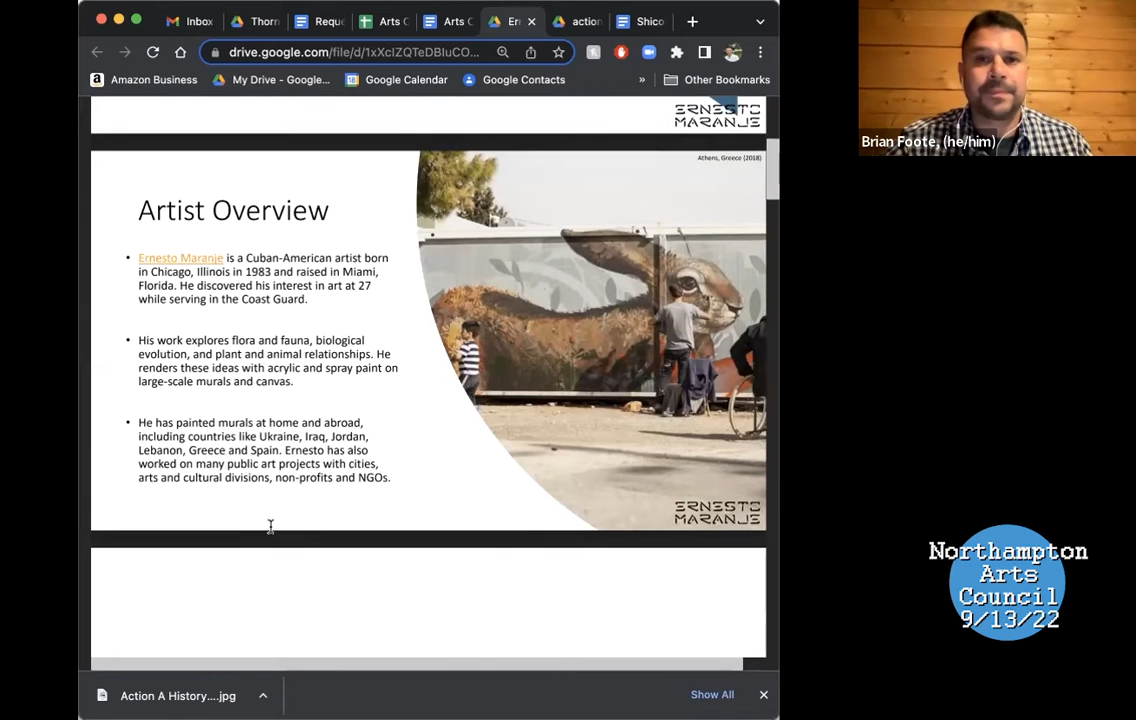 Inbox
Thorn
Reque
Arts C
Arts C
Er
action
Shico
drive.google.com/file/d/1xXcIZQTeDBIuCO...
Amazon Business
My Drive - Google...
18
Google Calendar
Google Contacts
»
Other Bookmarks
ERNESTO
MARANJE
Athens, Greece (2018)
Artist Overview
• Ernesto Maranje is a Cuban-American artist born
in Chicago, Illinois in 1983 and raised in Miami,
Florida. He discovered his interest in art at 27
while serving in the Coast Guard.
• His work explores flora and fauna, biological
evolution, and plant and animal relationships. He
renders these ideas with acrylic and spray paint on
large-scale murals and canvas.
• He has painted murals at home and abroad,
including countries like Ukraine, Iraq, Jordan,
Lebanon, Greece and Spain. Ernesto has also
worked on many public art projects with cities,
arts and cultural divisions, non-profits and NGOs.
ERNESTO
MARANJE
Action A History....jpg
Show All
Brian Foote, (he/him)
Northampton
Arts
Council
9/13/22